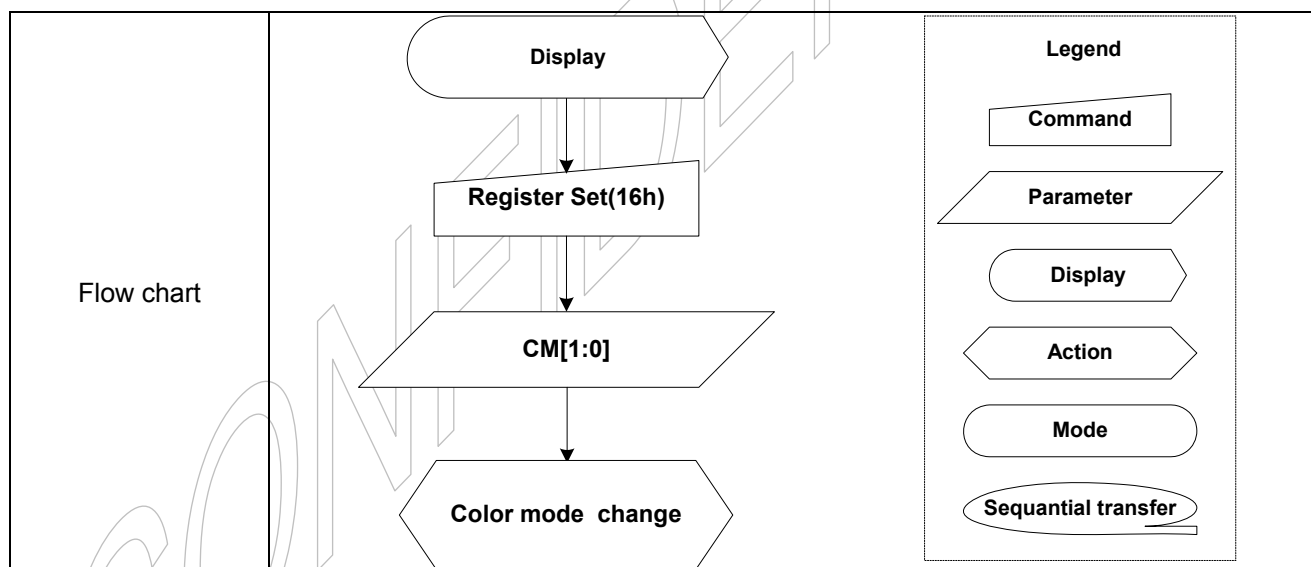 Flow chart
Display
Register Set(16h)
CM[1:0]
Color mode  change
Legend
Command
Parameter
Display
Action
Mode
Sequantial transfer